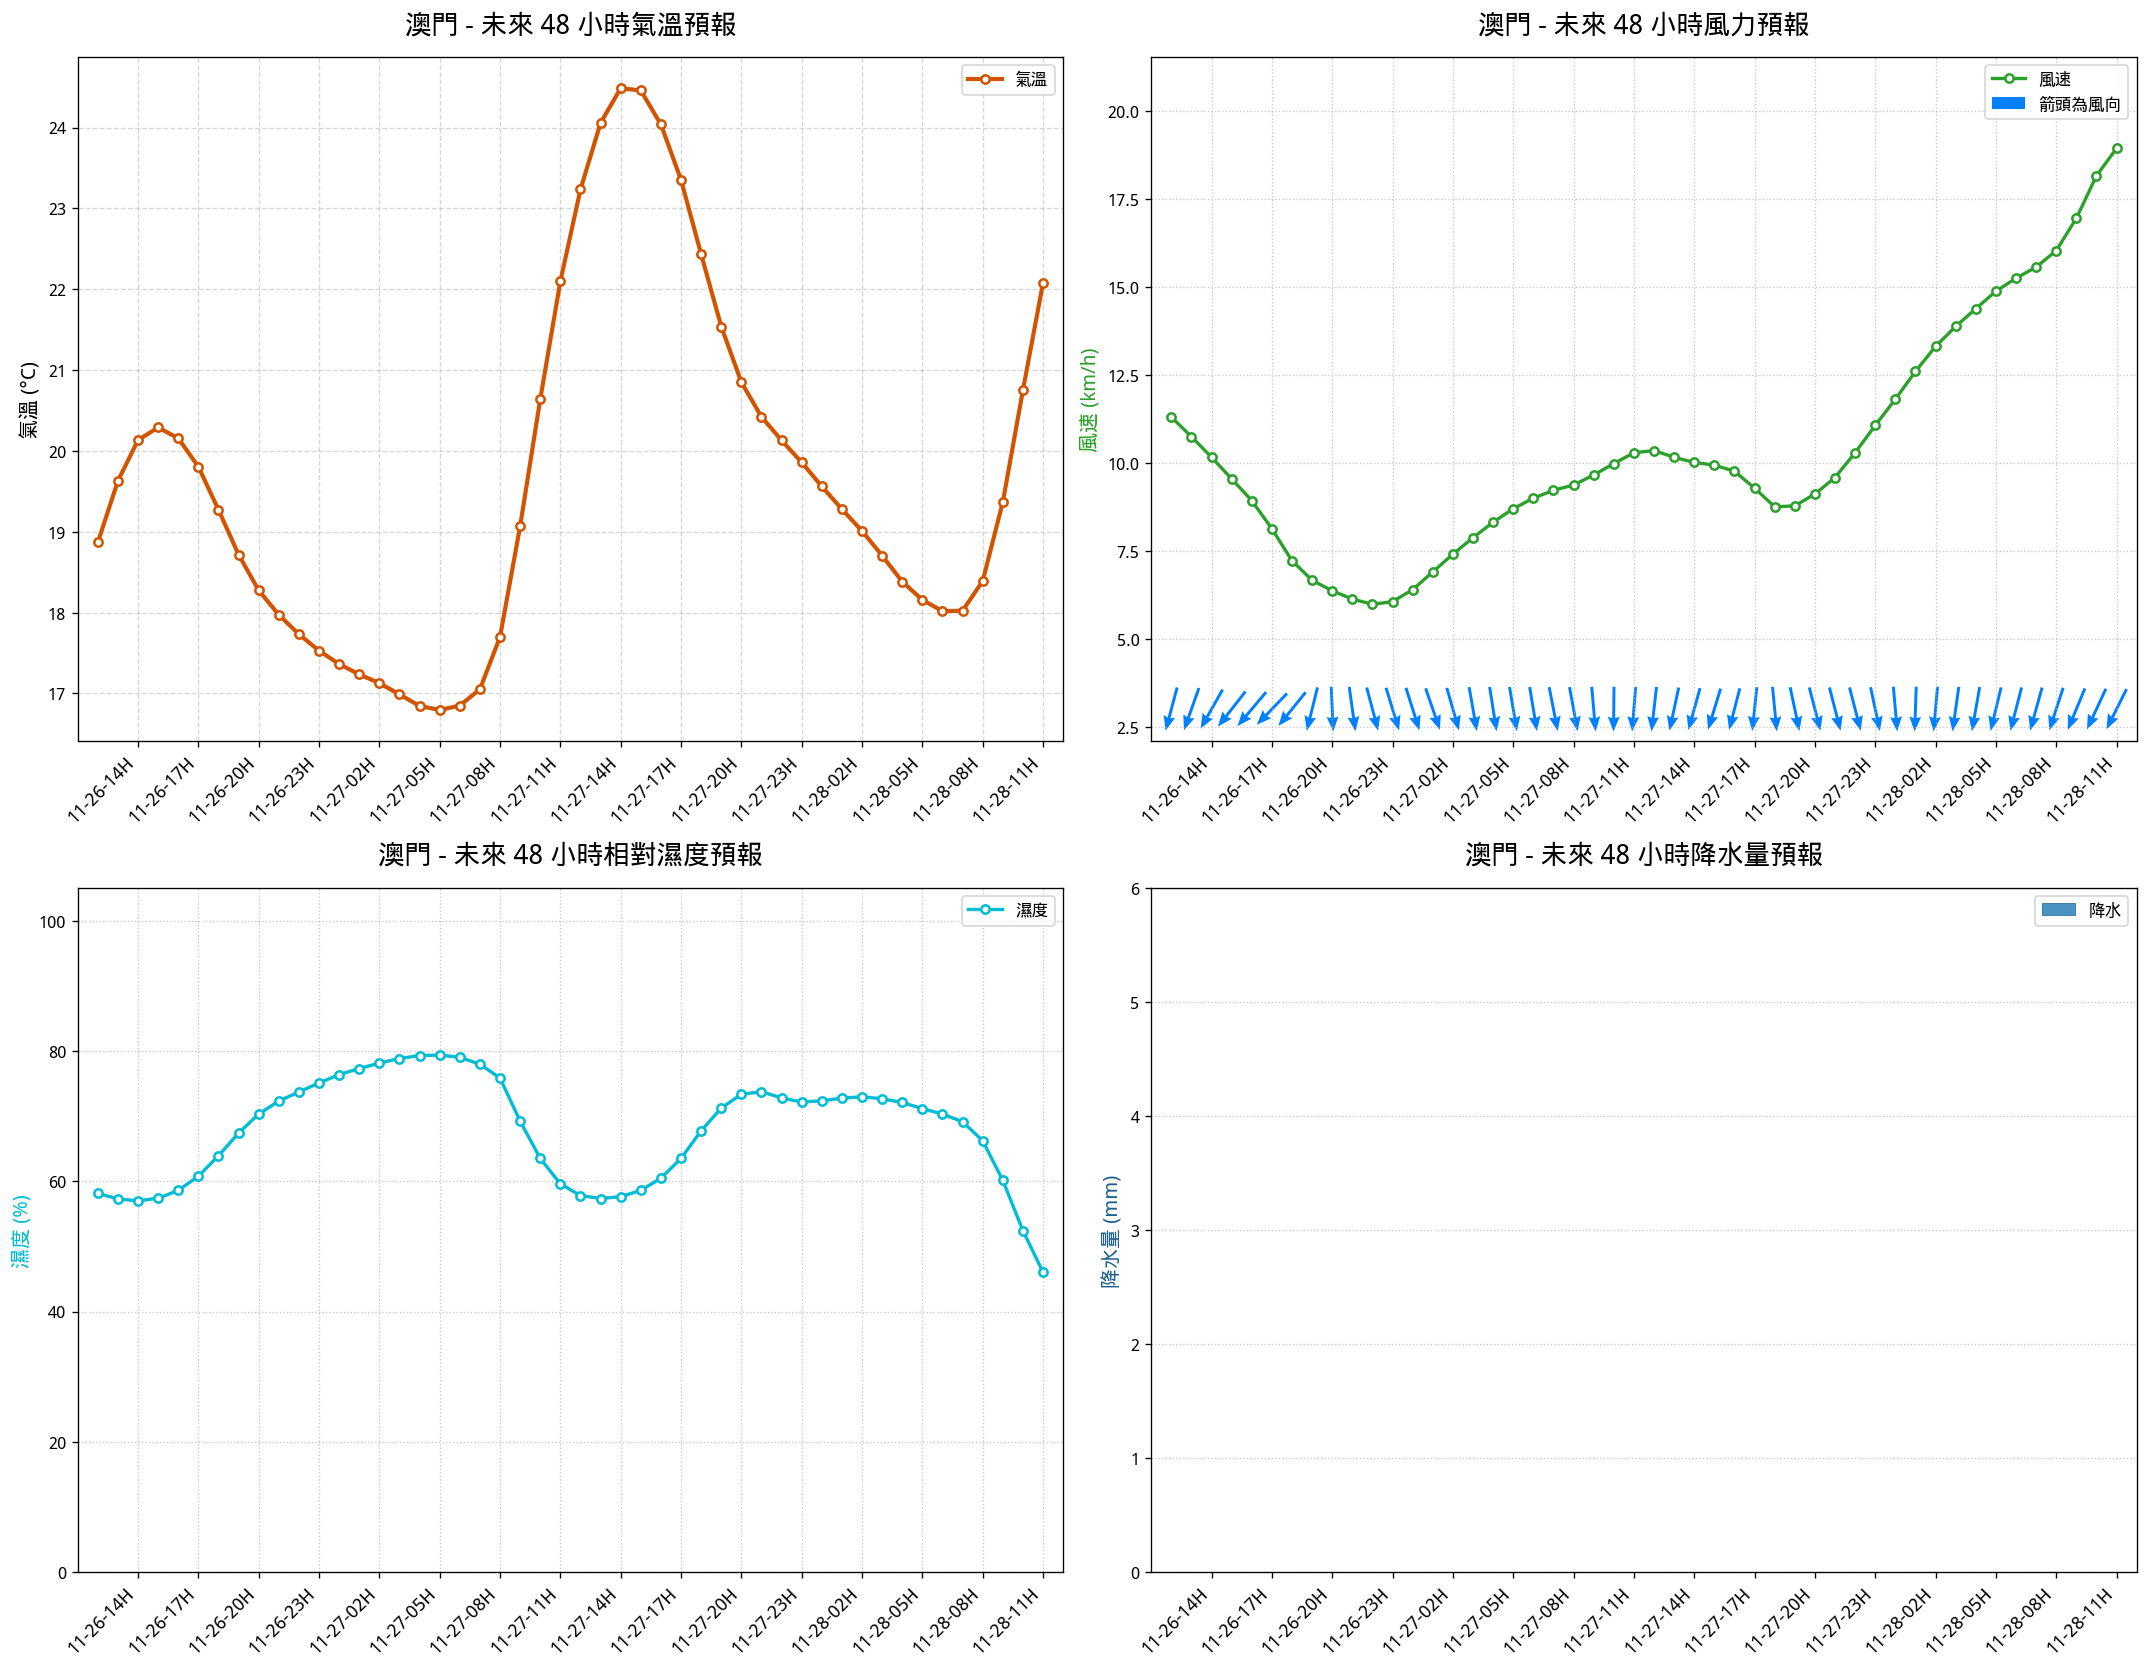 澳門 - 未來 48 小時氣溫預報
氣溫
氣溫 (°C)
24
23
22
21
20
19
18
17
11-26-14H
11-26-17H
11-26-20H
11-26-23H
11-27-02H
11-27-05H
11-27-08H
11-27-11H
11-27-14H
11-27-17H
11-27-20H
11-27-23H
11-28-02H
11-28-05H
11-28-08H
11-28-11H
澳門 - 未來 48 小時風力預報
風速
箭頭為風向
風速 (km/h)
20.0
17.5
15.0
12.5
10.0
7.5
5.0
2.5
11-26-14H
11-26-17H
11-26-20H
11-26-23H
11-27-02H
11-27-05H
11-27-08H
11-27-11H
11-27-14H
11-27-17H
11-27-20H
11-27-23H
11-28-02H
11-28-05H
11-28-08H
11-28-11H
澳門 - 未來 48 小時相對濕度預報
濕度
濕度 (%)
100
80
60
40
20
0
11-26-14H
11-26-17H
11-26-20H
11-26-23H
11-27-02H
11-27-05H
11-27-08H
11-27-11H
11-27-14H
11-27-17H
11-27-20H
11-27-23H
11-28-02H
11-28-05H
11-28-08H
11-28-11H
澳門 - 未來 48 小時降水量預報
降水
降水量 (mm)
6
5
4
3
2
1
0
11-26-14H
11-26-17H
11-26-20H
11-26-23H
11-27-02H
11-27-05H
11-27-08H
11-27-11H
11-27-14H
11-27-17H
11-27-20H
11-27-23H
11-28-02H
11-28-05H
11-28-08H
11-28-11H